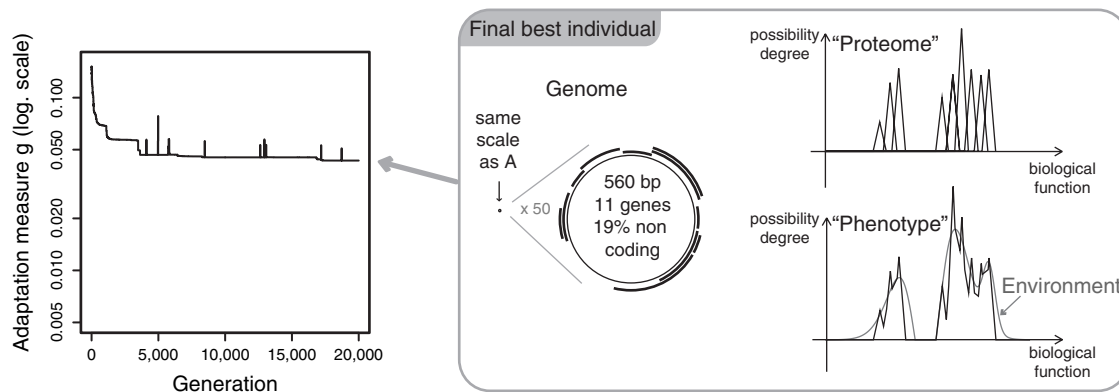 Adaptation measure g (log. scale)
0.100
0.050
0.020
0.010
0.005
0
5,000
10,000
15,000
20,000
Generation
Final best individual
Genome
same
scale
as A
x 50
560 bp
11 genes
19% non
coding
possibility
degree
"Proteome"
biological
function
possibility
degree
"Phenotype"
Environment
biological
function